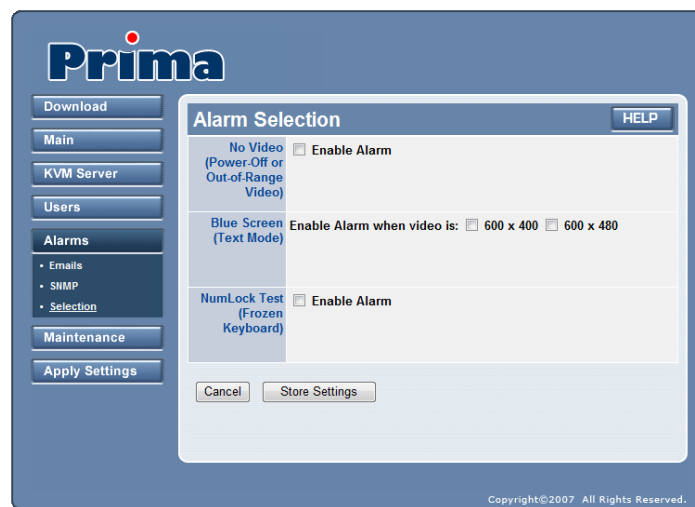 Prima
Download
Main
KVM Server
Users
Alarms
• Emails
• SNMP
• Selection
Maintenance
Apply Settings
Alarm Selection
HELP
No Video
(Power-Off or
Out-of-Range
Video)
Enable Alarm
Blue Screen
(Text Mode)
Enable Alarm when video is: 600 x 400 600 x 480
NumLock Test
(Frozen
Keyboard)
Enable Alarm
Cancel
Store Settings
Copyright©2007 All Rights Reserved.